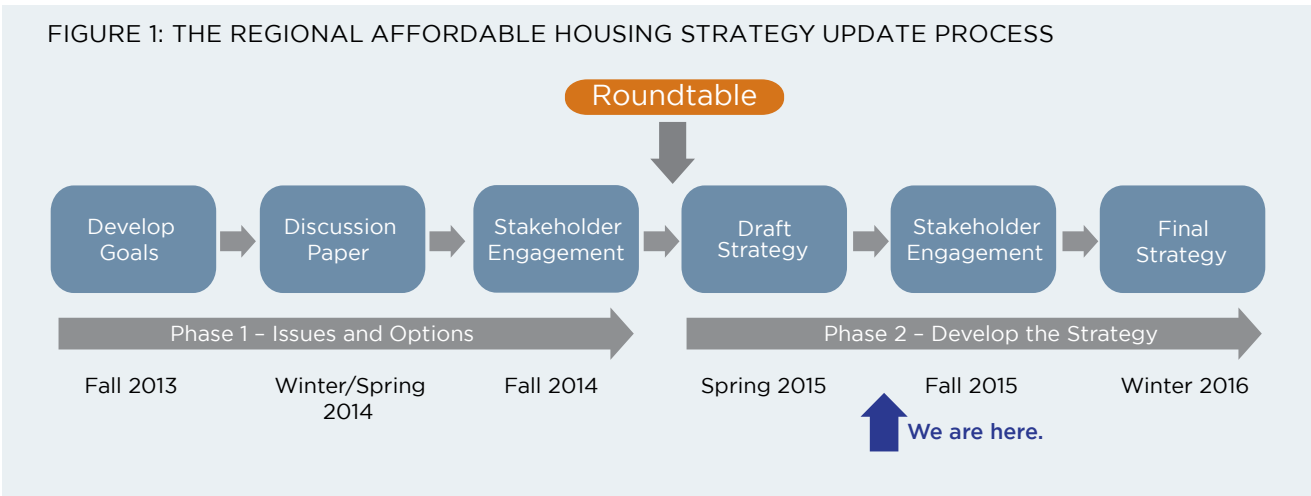 FIGURE 1: THE REGIONAL AFFORDABLE HOUSING STRATEGY UPDATE PROCESS
Roundtable
Develop
Goals
Discussion
Paper
Stakeholder
Engagement
Draft
Strategy
Stakeholder
Engagement
Final
Strategy
Phase 1 – Issues and Options
Phase 2 – Develop the Strategy
Fall 2013
Winter/Spring
2014
Fall 2014
Spring 2015
Fall 2015
Winter 2016
We are here.